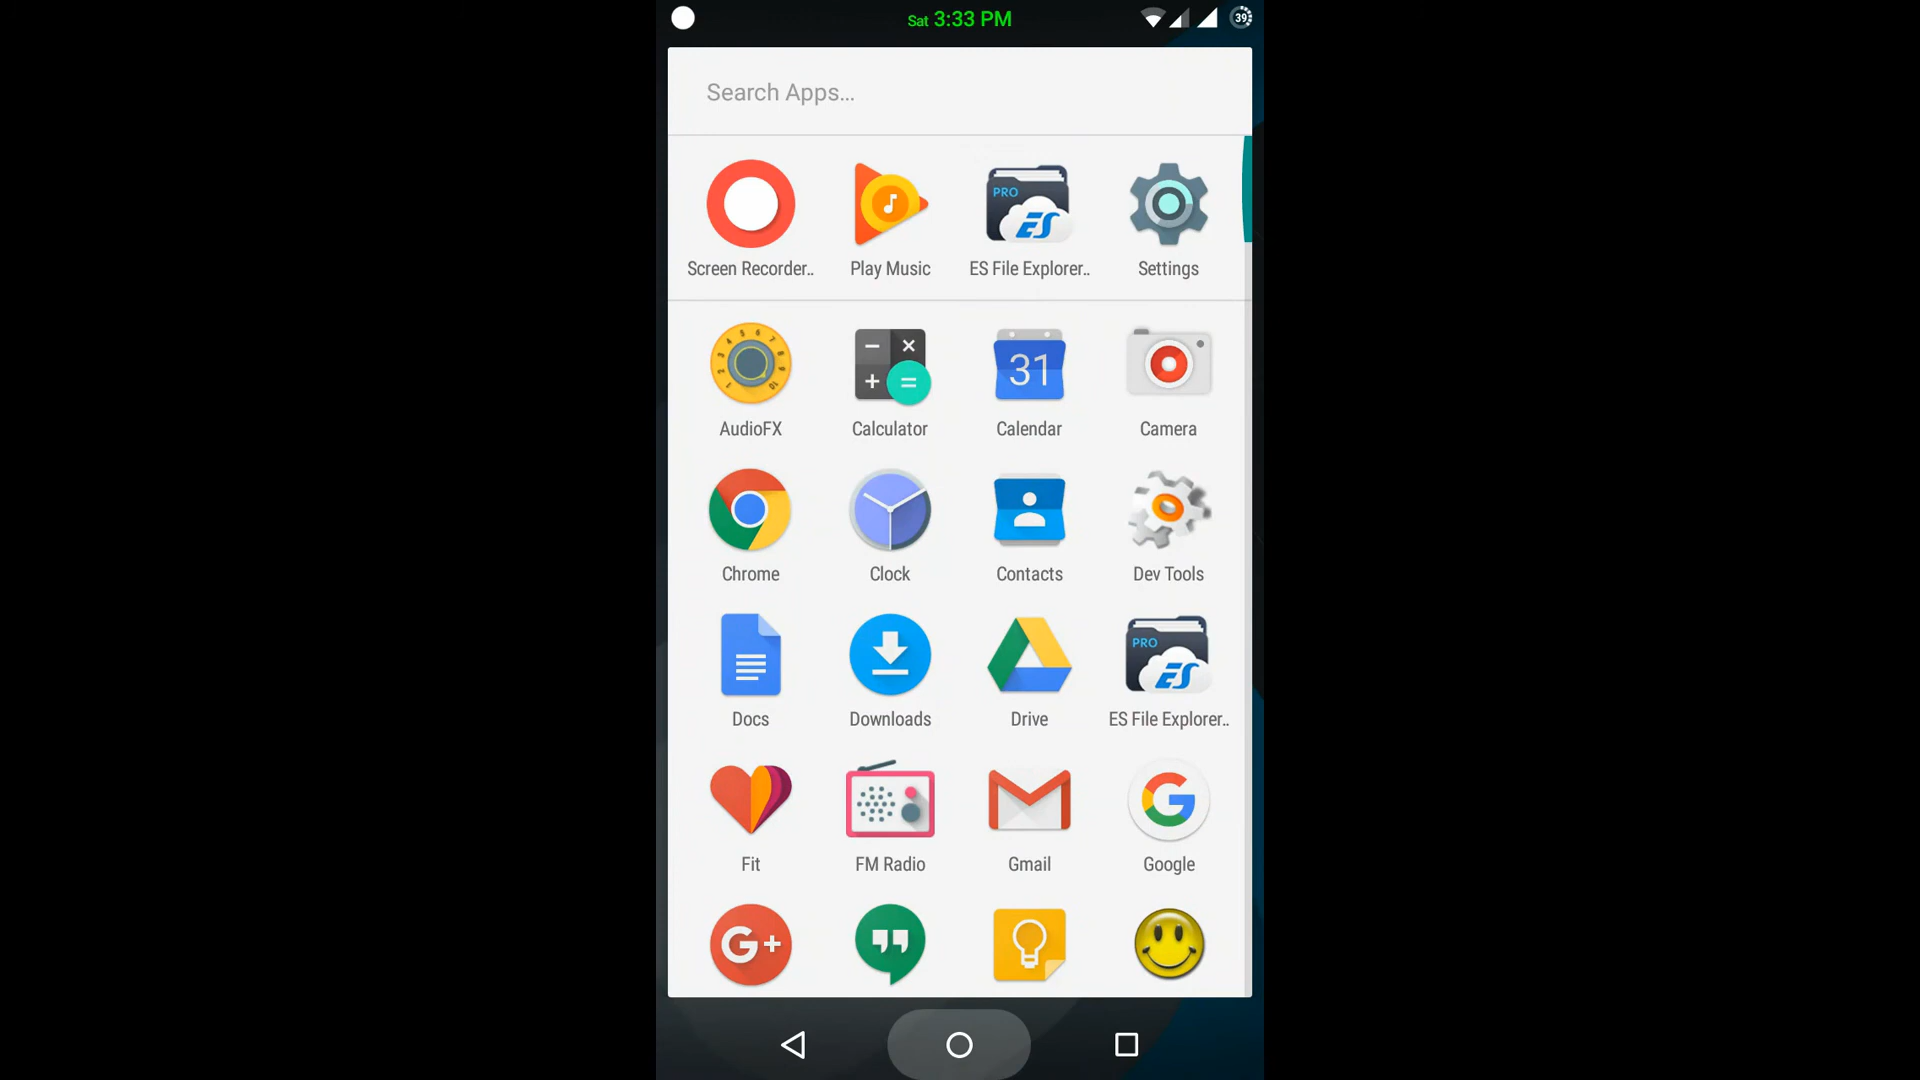 Sat 3:33 PM
39
Search Apps...
PRO
ES
Screen Recorder..
Play Music
ES File Explorer..
Settings
31
AudioFX
Calculator
Calendar
Camera
Chrome
Clock
Contacts
Dev Tools
PRO
ES
Docs
Downloads
Drive
ES File Explorer..
G
Fit
FM Radio
Gmail
Google
G+